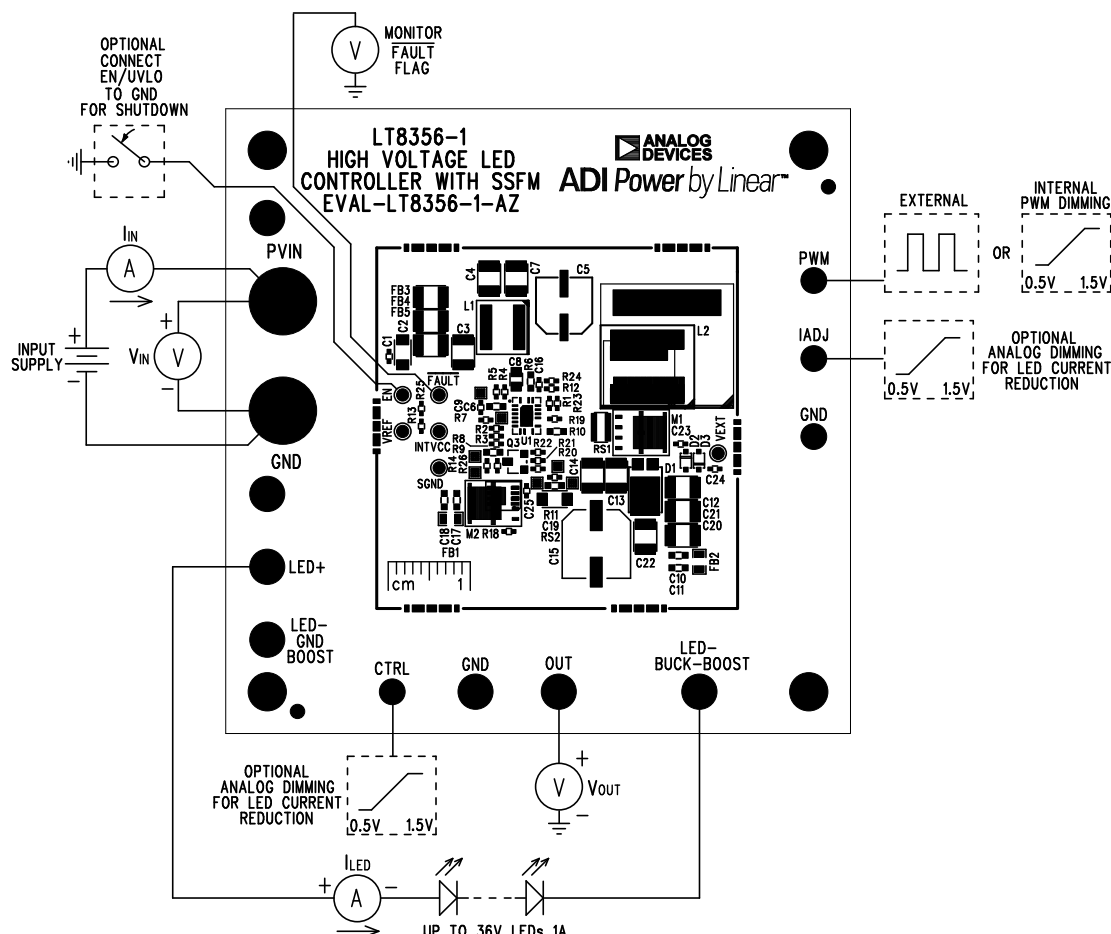 OPTIONAL
CONNECT
EN/UVLO
TO GND
FOR SHUTDOWN
V
MONITOR
FAULT
FLAG
LT8356-1
HIGH VOLTAGE LED
CONTROLLER WITH SSFM
EVAL-LT8356-1-AZ
ANALOG
DEVICES
ADI Power by Linear™
IIN
A
PVIN
+
INPUT
SUPPLY
-
+
VIN
V
-
GND
EXTERNAL
OR
INTERNAL
PWM DIMMING
0.5V 1.5V
PWM
IADJ
0.5V 1.5V
OPTIONAL
ANALOG DIMMING
FOR LED CURRENT
REDUCTION
GND
C4
C7
C5
FB3
FB4
FB5
L1
C1
C2
C3
L2
FAULT
C8
R6
C16
R5
R4
R24
R12
EN
R25
R13
C9
C6
R7
R1
R23
R19
R10
VREF
INTVCC
R2
R3
U1
RS1
M1
C23
D2
D3
VEXT
R8
R9
Q3
R22
R21
R20
R14
R26
SGND
C14
C13
D1
C24
C12
C21
C20
M2
R18
C25
R11
C19
RS2
C18
C17
FB1
C15
C22
C10
C11
FB2
cm 1
LED+
LED-
GND
BOOST
CTRL
GND
OUT
LED-
BUCK-BOOST
OPTIONAL
ANALOG DIMMING
FOR LED CURRENT
REDUCTION
0.5V 1.5V
+
V
VOUT
-
ILED
+
A
-
UP TO 36V LEDs 1A